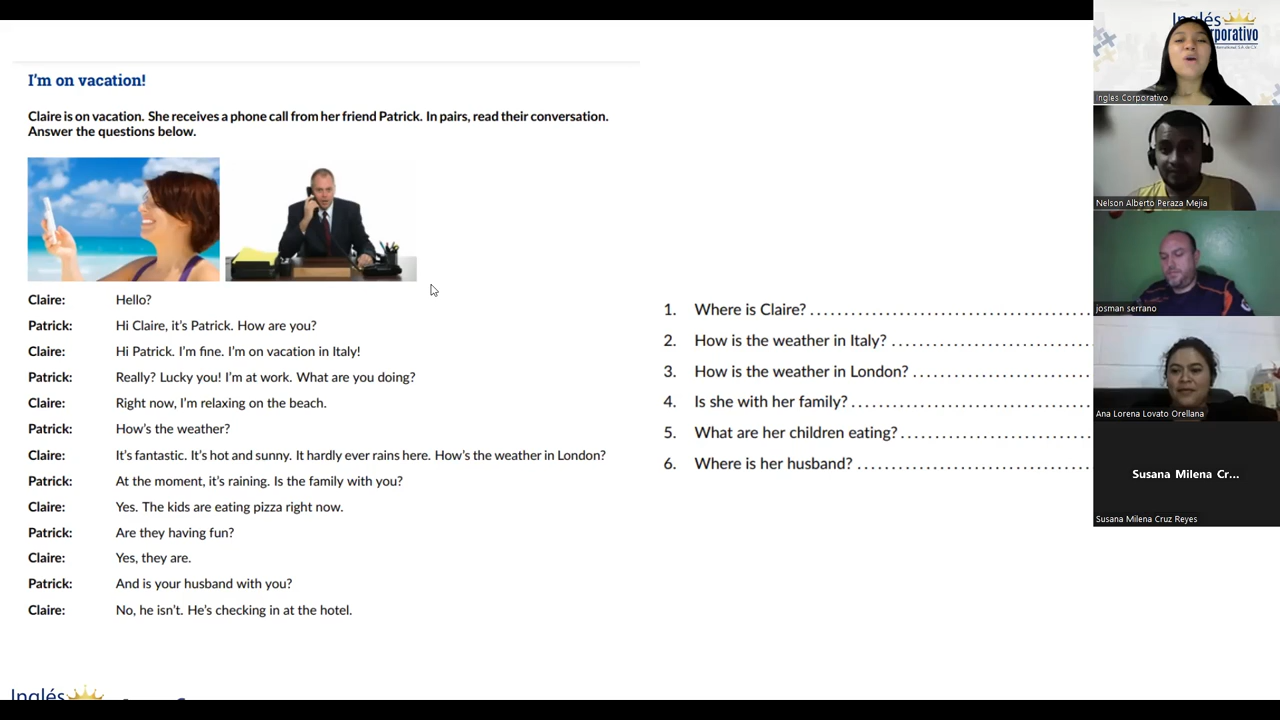 I'm on vacation!
Claire is on vacation. She receives a phone call from her friend Patrick. In pairs, read their conversation.
Answer the questions below.
Claire: Hello?
Patrick: Hi Claire, it's Patrick. How are you?
Claire: Hi Patrick. I'm fine. I'm on vacation in Italy!
Patrick: Really? Lucky you! I'm at work. What are you doing?
Claire: Right now, I'm relaxing on the beach.
Patrick: How's the weather?
Claire: It's fantastic. It's hot and sunny. It hardly ever rains here. How's the weather in London?
Patrick: At the moment, it's raining. Is the family with you?
Claire: Yes. The kids are eating pizza right now.
Patrick: Are they having fun?
Claire: Yes, they are.
Patrick: And is your husband with you?
Claire: No, he isn't. He's checking in at the hotel.
1. Where is Claire?
2. How is the weather in Italy?
3. How is the weather in London?
4. Is she with her family?
5. What are her children eating?
6. Where is her husband?
Inglés
Inglés
Ingles Corporativo
Nelson Alberto Peraza Mejia
josman serrano
Ana Lorena Lovato Orellana
Susana Milena Cr...
Susana Milena Cruz Reyes